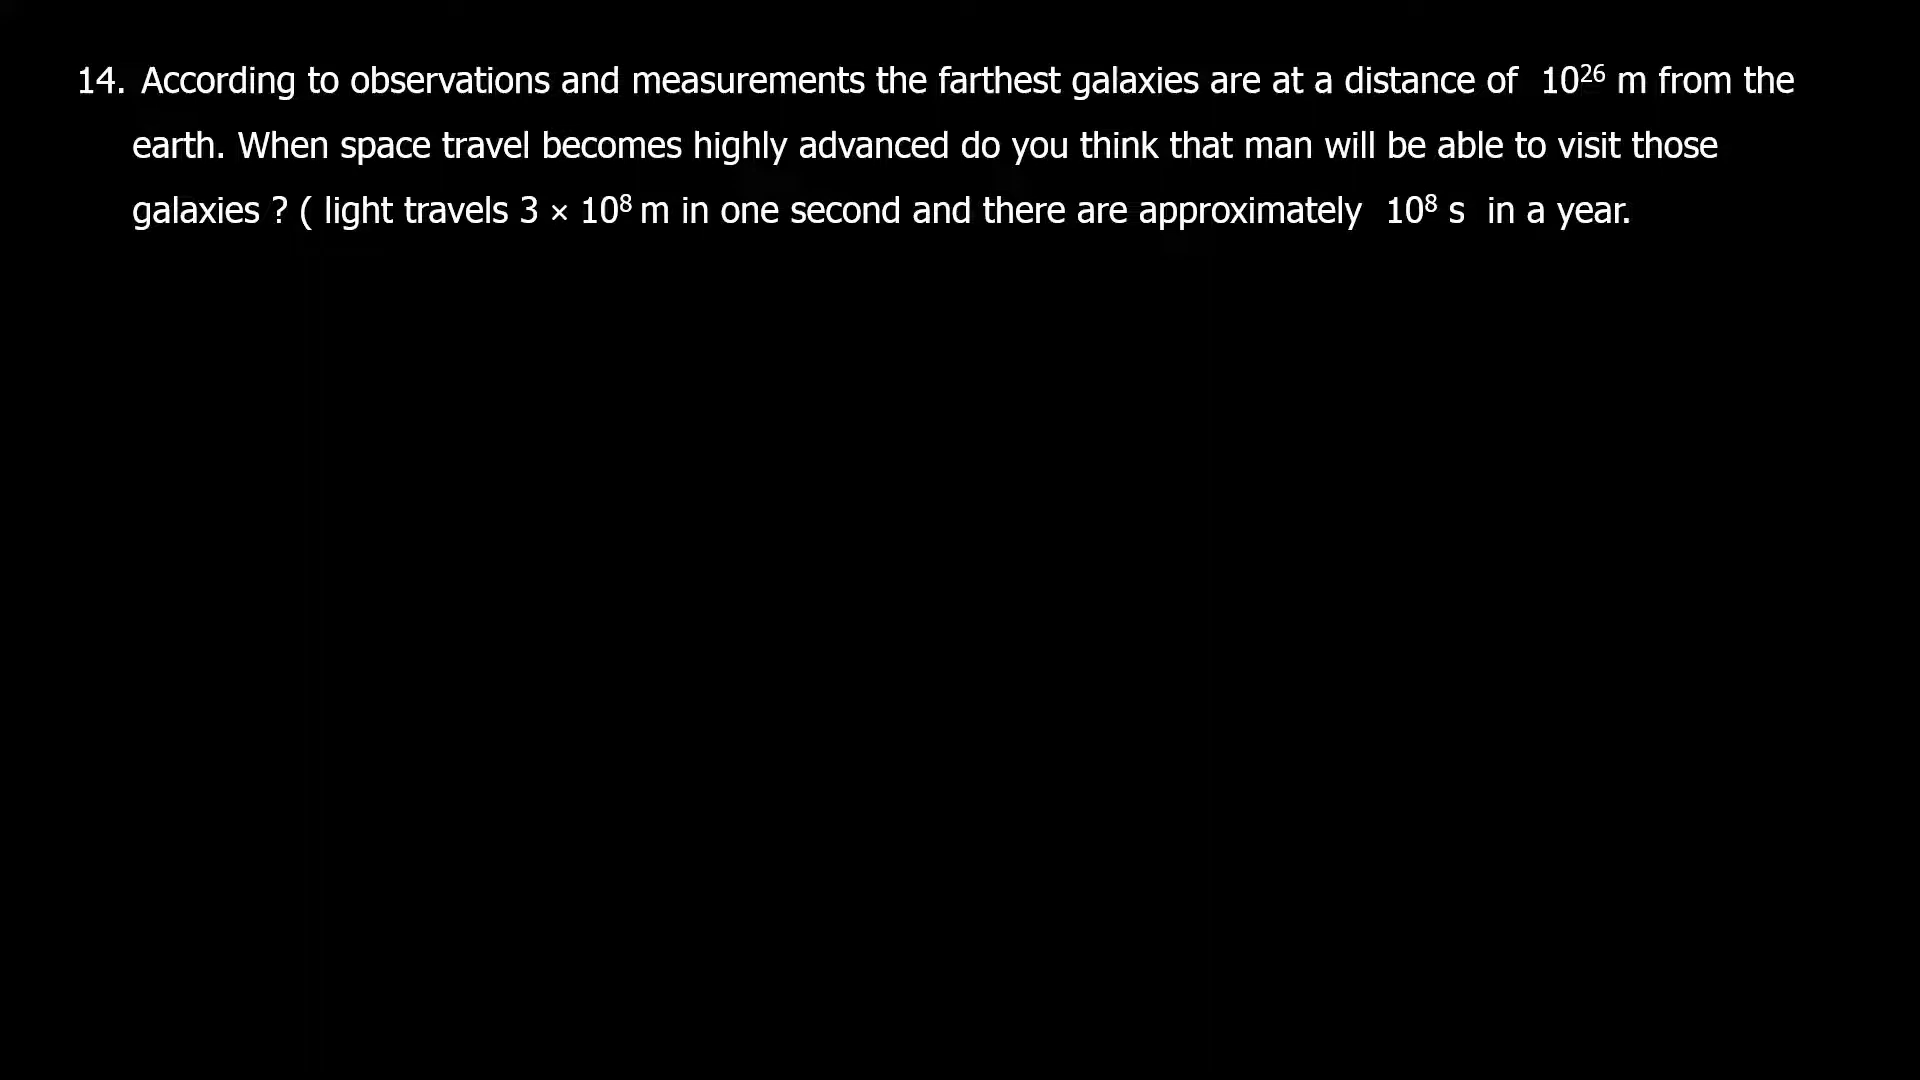 14. According to observations and measurements the farthest galaxies are at a distance of 10²⁶ m from the
earth. When space travel becomes highly advanced do you think that man will be able to visit those
galaxies ? ( light travels 3 × 10⁸ m in one second and there are approximately 10⁸ s in a year.